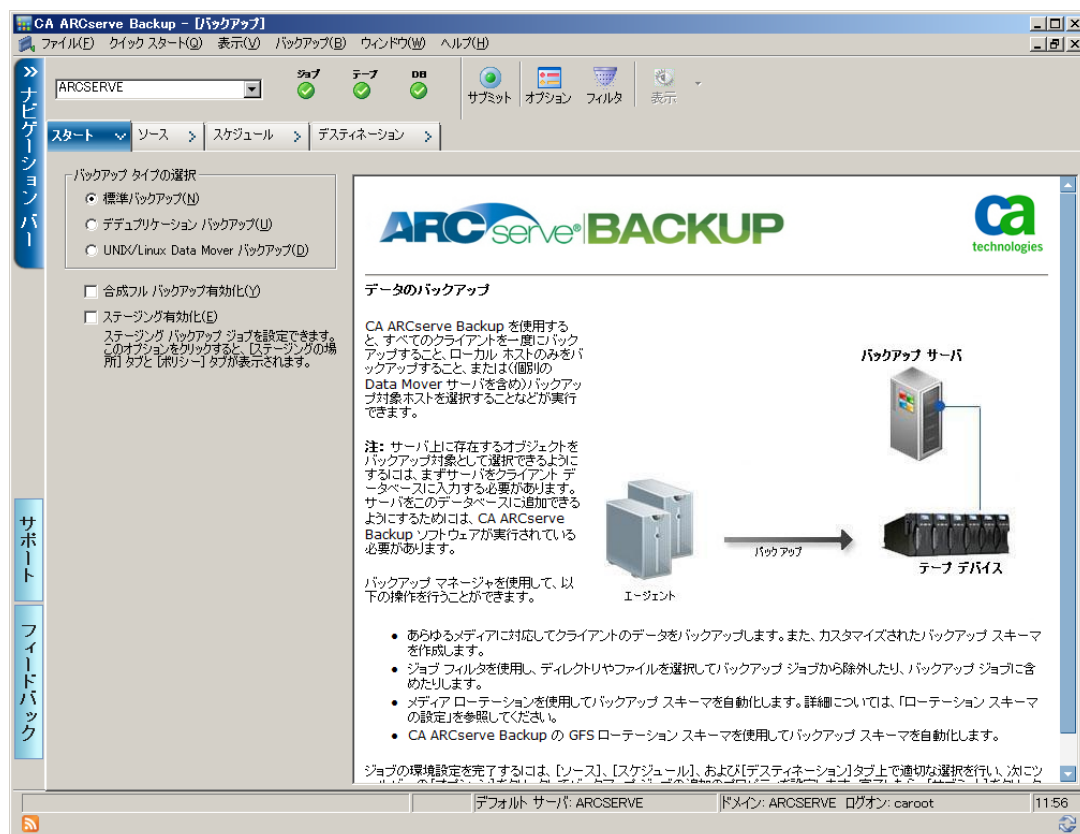 CA ARCserve Backup - [バックアップ]
ファイル(F) クイック スタート(Q) 表示(V) バックアップ(B) ウィンドウ(W) ヘルプ(H)
ナビゲーション バー
サポート
フィードバック
ARCSERVE
ジョブ テープ DB
サブミット オプション フィルタ 表示
スタート ソース スケジュール デスティネーション
バックアップ タイプの選択
標準バックアップ(N)
デデュプリケーション バックアップ(U)
UNIX/Linux Data Mover バックアップ(D)
合成フル バックアップ有効化(Y)
ステージング有効化(E)
ステージング バックアップ ジョブを設定できます。
このオプションをクリックすると、[ステージングの場
所] タブと [ポリシー] タブが表示されます。
ARCserve® BACKUP
ca
technologies
データのバックアップ
CA ARCserve Backup を使用する
と、すべてのクライアントを一度にバック
アップすること、ローカル ホストのみをバ
ックアップすること、または(個別の
Data Mover サーバを含め)バックアッ
プ対象ホストを選択することなどが実行
できます。
注: サーバ上に存在するオブジェクトを
バックアップ対象として選択できるように
するには、まずサーバをクライアント デ
ータベースに入力する必要があります。
サーバをこのデータベースに追加できる
ようにするためには、CA ARCserve
Backup ソフトウェアが実行されている
必要があります。
バックアップ マネージャを使用して、以
下の操作を行うことができます。
バックアップ サーバ
バックアップ
エージェント
テープ デバイス
• あらゆるメディアに対応してクライアントのデータをバックアップします。また、カスタマイズされたバックアップ スキーマ
を作成します。
• ジョブ フィルタを使用し、ディレクトリやファイルを選択してバックアップ ジョブから除外したり、バックアップ ジョブに含
めたりします。
• メディア ローテーションを使用してバックアップ スキーマを自動化します。詳細については、「ローテーション スキーマ
の設定」を参照してください。
• CA ARCserve Backup の GFS ローテーション スキーマを使用してバックアップ スキーマを自動化します。
ジョブの環境設定を完了するには、[ソース]、[スケジュール]、および[デスティネーション]タブ上で適切な選択を行い、次にツ
デフォルト サーバ: ARCSERVE ドメイン: ARCSERVE ログオン: caroot 11:56